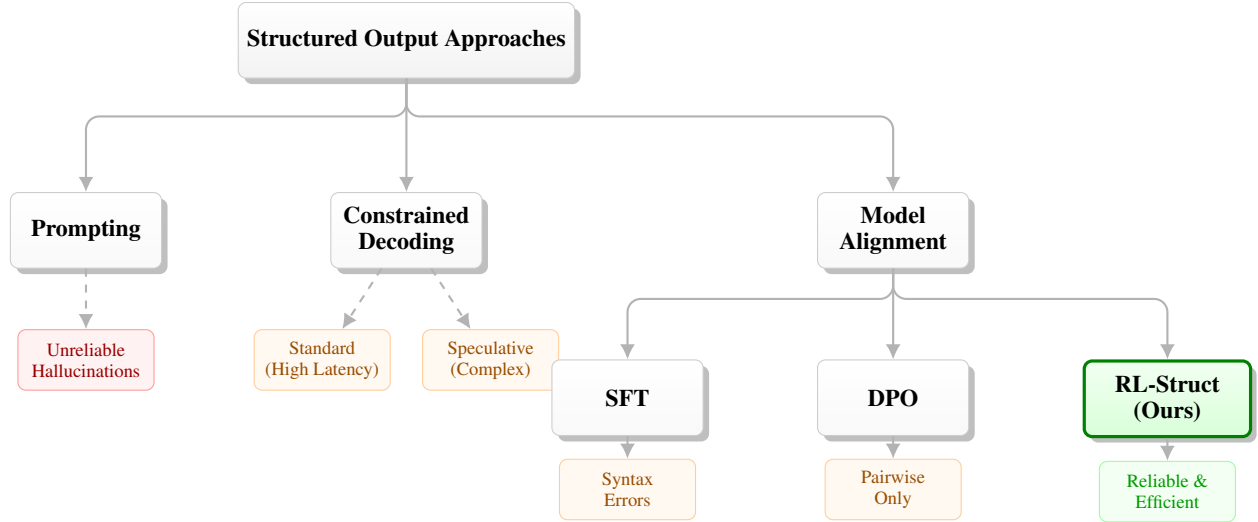 Structured Output Approaches
Prompting
Constrained
Decoding
Model
Alignment
Unreliable
Hallucinations
Standard
(High Latency)
Speculative
(Complex)
SFT
DPO
RL-Struct
(Ours)
Syntax
Errors
Pairwise
Only
Reliable &
Efficient